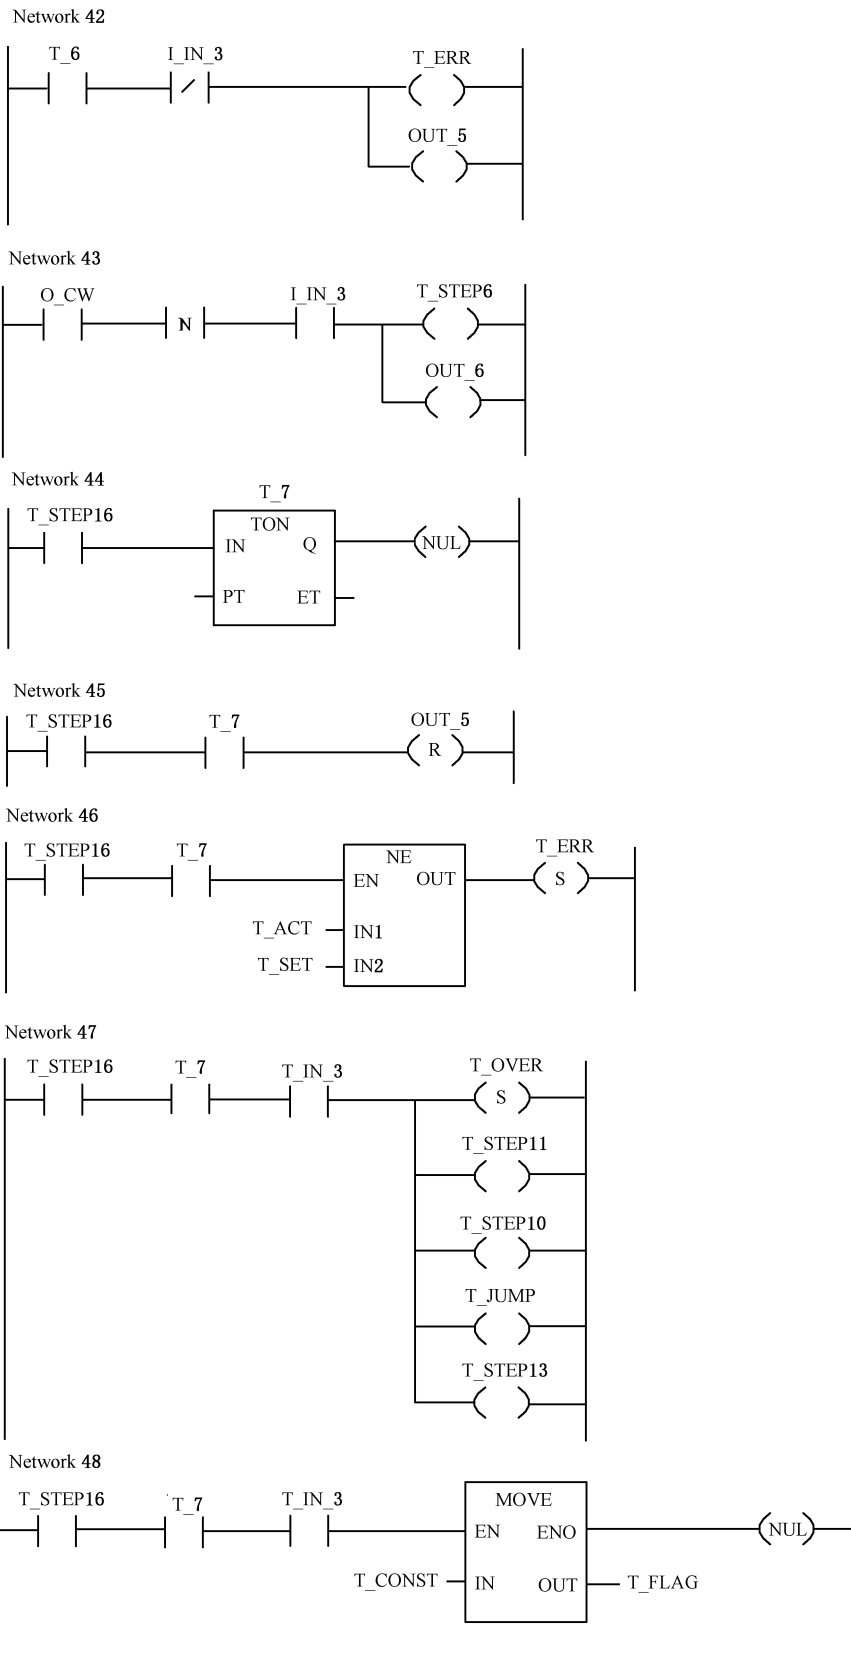 Network 42
T_6 I_IN_3 T_ERR
OUT_5
Network 43
O_CW I_IN_3 T_STEP6
N
OUT_6
Network 44
T_7
T_STEP16 TON
IN Q NUL
PT ET
Network 45
T_STEP16 T_7 OUT_5
R
Network 46
T_STEP16 T_7 NE T_ERR
EN OUT S
T_ACT IN1
T_SET IN2
Network 47
T_STEP16 T_7 T_IN_3 T_OVER
S
T_STEP11
T_STEP10
T_JUMP
T_STEP13
Network 48
T_STEP16 T_7 T_IN_3 MOVE
EN ENO NUL
T_CONST IN OUT T_FLAG